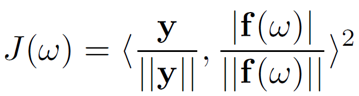 J(ω) = ⟨ y / ||y|| , |f(ω)| / ||f(ω)|| ⟩²